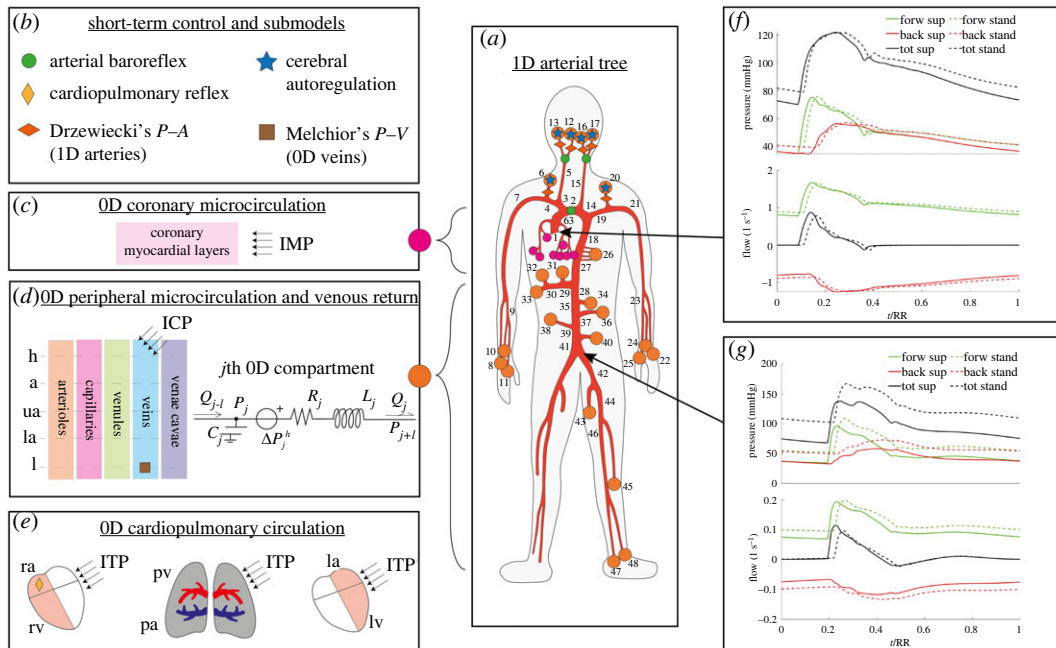 (b) short-term control and submodels
arterial baroreflex
cardiopulmonary reflex
Drzewiecki's P–A
(1D arteries)
cerebral
autoregulation
Melchior's P–V
(0D veins)
(c) 0D coronary microcirculation
coronary
myocardial layers
IMP
(d) 0D peripheral microcirculation and venous return
ICP
h
a
ua
la
l
arterioles
capillaries
venules
veins
venae cavae
jth 0D compartment
Qj-l Pj + Rj Lj Qj
Cj ΔPjh Pj+l
(e) 0D cardiopulmonary circulation
ra ITP
rv
pv ITP
pa
la ITP
lv
(a)
1D arterial tree
13 12 16 17
6 5 15 20
7 4 3 2 14 21
63 19
1 18 26
32 31 27
33 30 29 28 34
35 36
9 38 37 23
39 40
10 41 24
8 11 42 25 22
44
43 46
45
47 48
(f)
forw sup forw stand
back sup back stand
tot sup tot stand
pressure (mmHg)
120
100
80
60
40
flow (1 s⁻¹)
2
1
0
−1
0 0.2 0.4 0.6 0.8 1
t/RR
(g)
forw sup forw stand
back sup back stand
tot sup tot stand
pressure (mmHg)
200
150
100
50
0
flow (1 s⁻¹)
0.2
0.1
0
−0.1
−0.2
0 0.2 0.4 0.6 0.8 1
t/RR